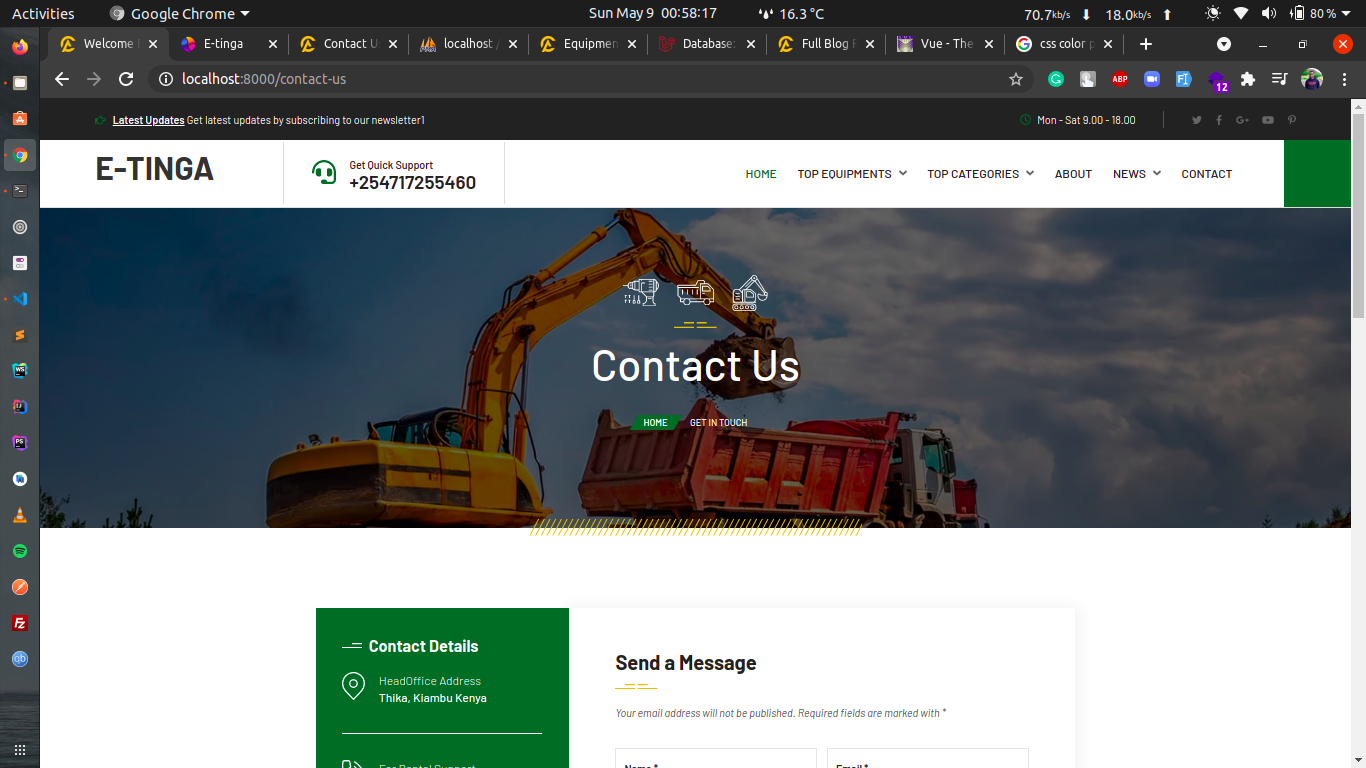 Activities Google Chrome Sun May 9 00:58:17 16.3 °C 70.7kb/s 18.0kb/s 80 %
Welcome E-tinga Contact U localhost / Equipmen Database: Full Blog Vue - The css color p
localhost:8000/contact-us ABP 12
Latest Updates Get latest updates by subscribing to our newsletter1 Mon - Sat 9.00 - 18.00
E-TINGA
Get Quick Support
+254717255460
HOME TOP EQUIPMENTS TOP CATEGORIES ABOUT NEWS CONTACT
Contact Us
HOME GET IN TOUCH
Contact Details
HeadOffice Address
Thika, Kiambu Kenya
Send a Message
Your email address will not be published. Required fields are marked with *
For Rental Support
Name * Email *